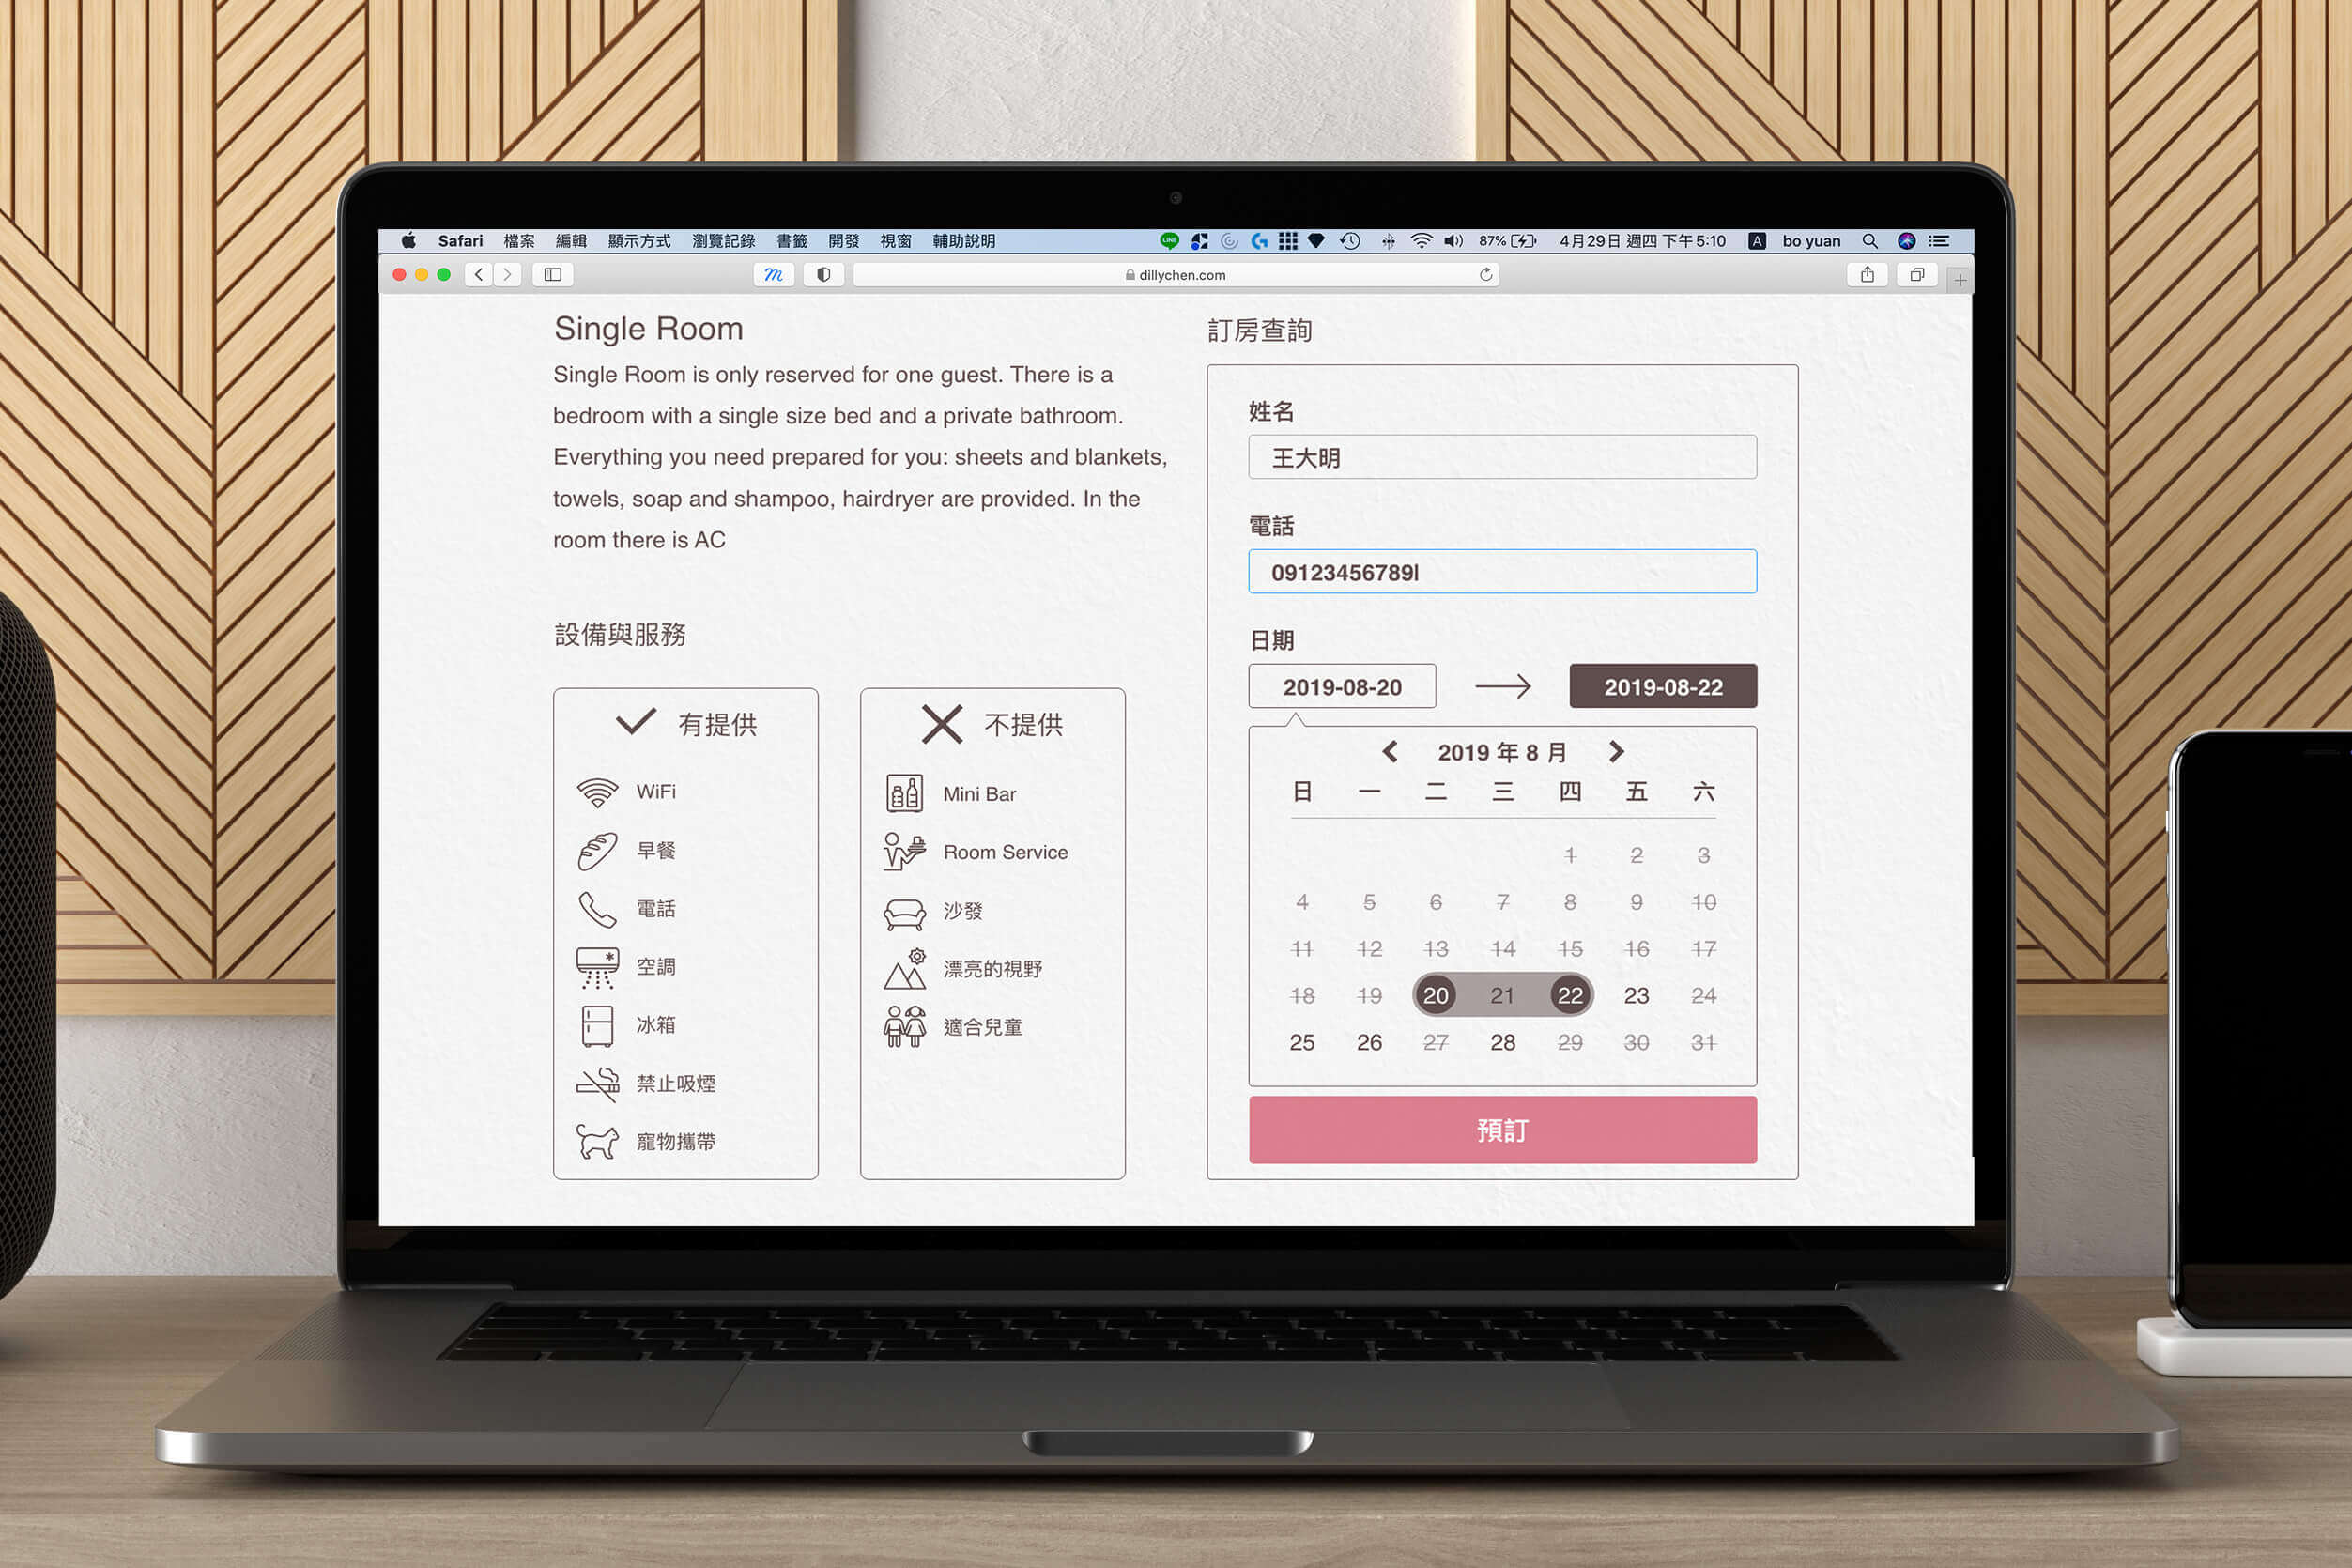 Safari 檔案 編輯 顯示方式 瀏覽記錄 書籤 開發 視窗 輔助說明 LINE 87% 4月29日 週四 下午5:10 A bo yuan
m dillychen.com
Single Room
Single Room is only reserved for one guest. There is a
bedroom with a single size bed and a private bathroom.
Everything you need prepared for you: sheets and blankets,
towels, soap and shampoo, hairdryer are provided. In the
room there is AC
設備與服務
有提供
WiFi
早餐
電話
空調
冰箱
禁止吸煙
寵物攜帶
不提供
Mini Bar
Room Service
沙發
漂亮的視野
適合兒童
訂房查詢
姓名
王大明
電話
09123456789
日期
2019-08-20 → 2019-08-22
2019 年 8 月
日 一 二 三 四 五 六
1 2 3
4 5 6 7 8 9 10
11 12 13 14 15 16 17
18 19 20 21 22 23 24
25 26 27 28 29 30 31
預訂